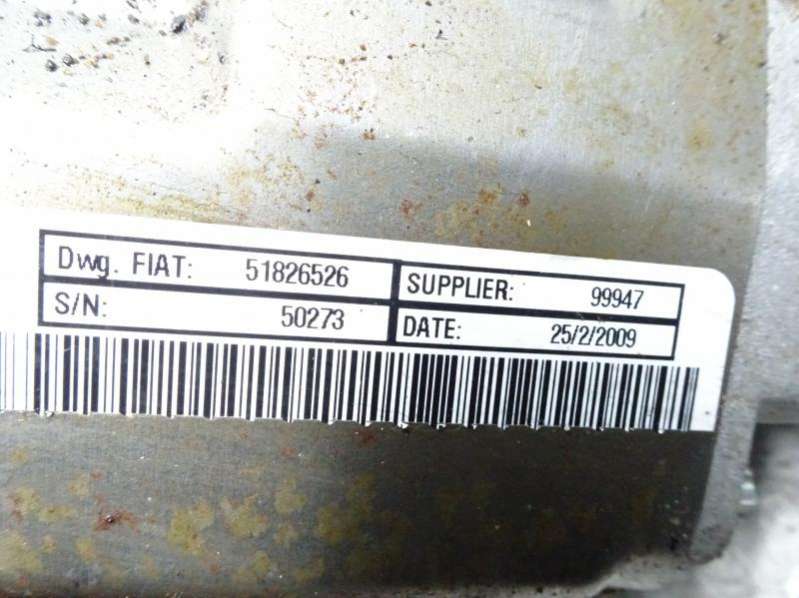 Dwg. FIAT: 51826526 SUPPLIER: 99947
S/N: 50273 DATE: 25/2/2009